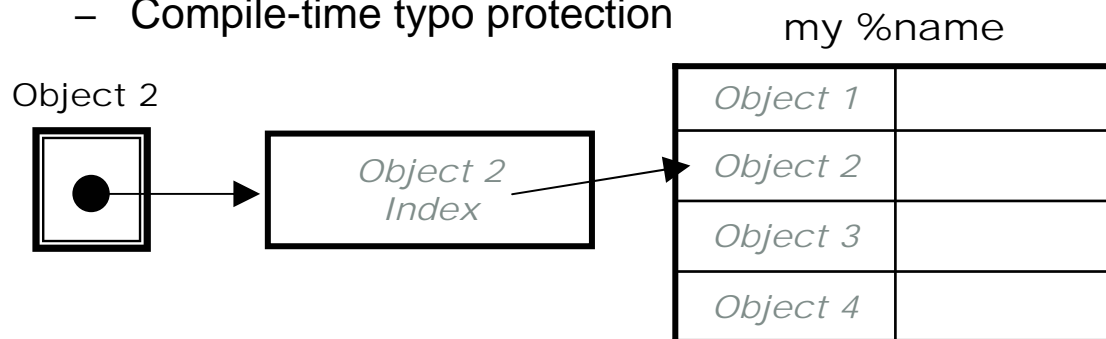 – Compile-time typo protection
my %name
Object 2
Object 1
Object 2
Index
Object 2
Object 3
Object 4